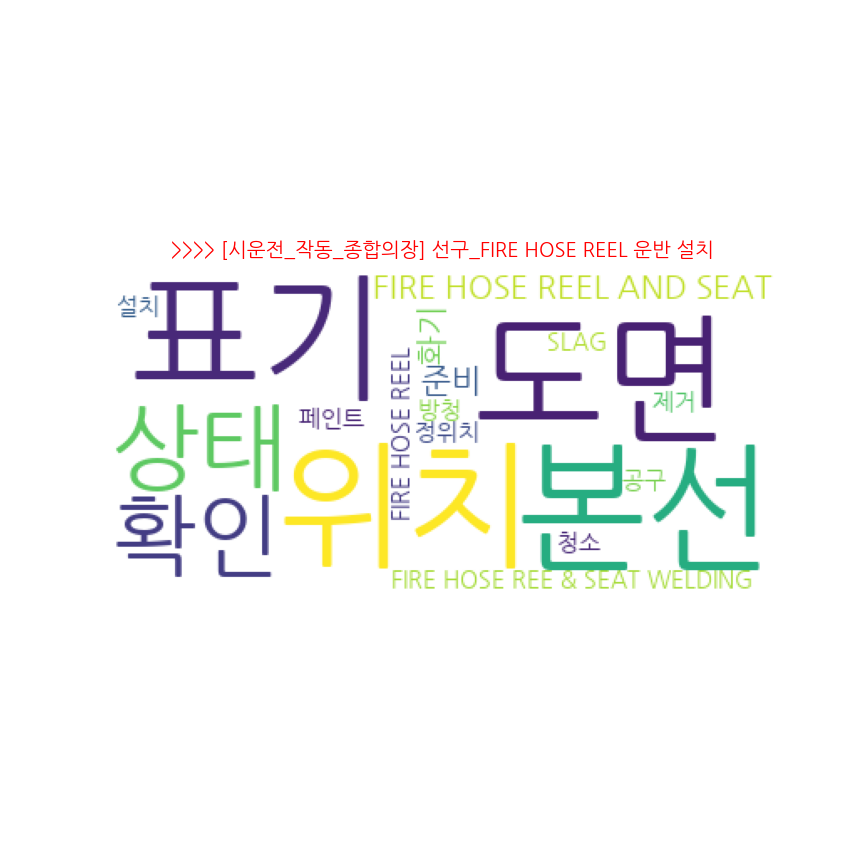 >>>> [시운전_작동_종합의장] 선구_FIRE HOSE REEL 운반 설치
FIRE HOSE REEL AND SEAT
설치
표기
화기
SLAG
도면
준비
제거
상태
페인트
FIRE HOSE REEL
방청
정위치
위치
본선
공구
확인
청소
FIRE HOSE REE & SEAT WELDING